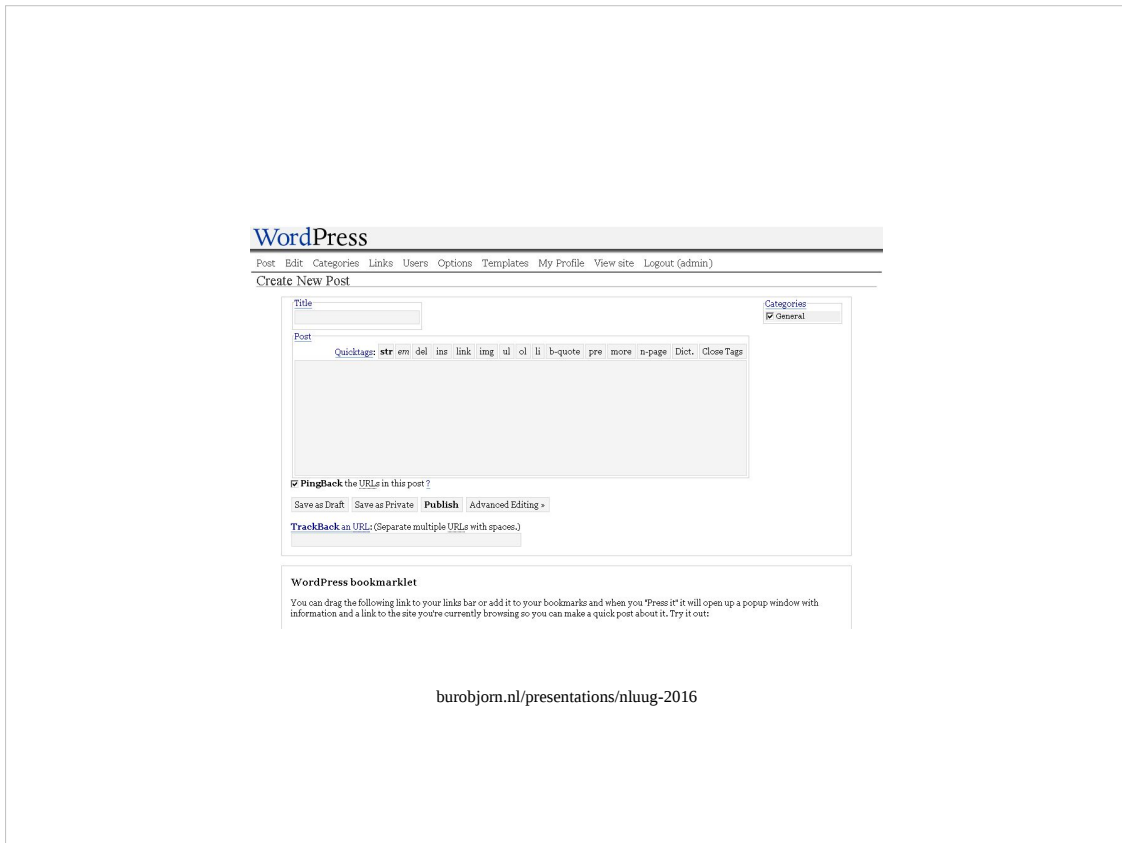 WordPress
Post Edit Categories Links Users Options Templates My Profile View site Logout (admin)
Create New Post
Title
Categories
General
Post
Quicktags: str em del ins link img ul ol li b-quote pre more n-page Dict. Close Tags
PingBack the URLs in this post ?
Save as Draft Save as Private Publish Advanced Editing »
TrackBack an URL: (Separate multiple URLs with spaces.)
WordPress bookmarklet
You can drag the following link to your links bar or add it to your bookmarks and when you "Press it" it will open up a popup window with
information and a link to the site you're currently browsing so you can make a quick post about it. Try it out:
burobjorn.nl/presentations/nluug-2016